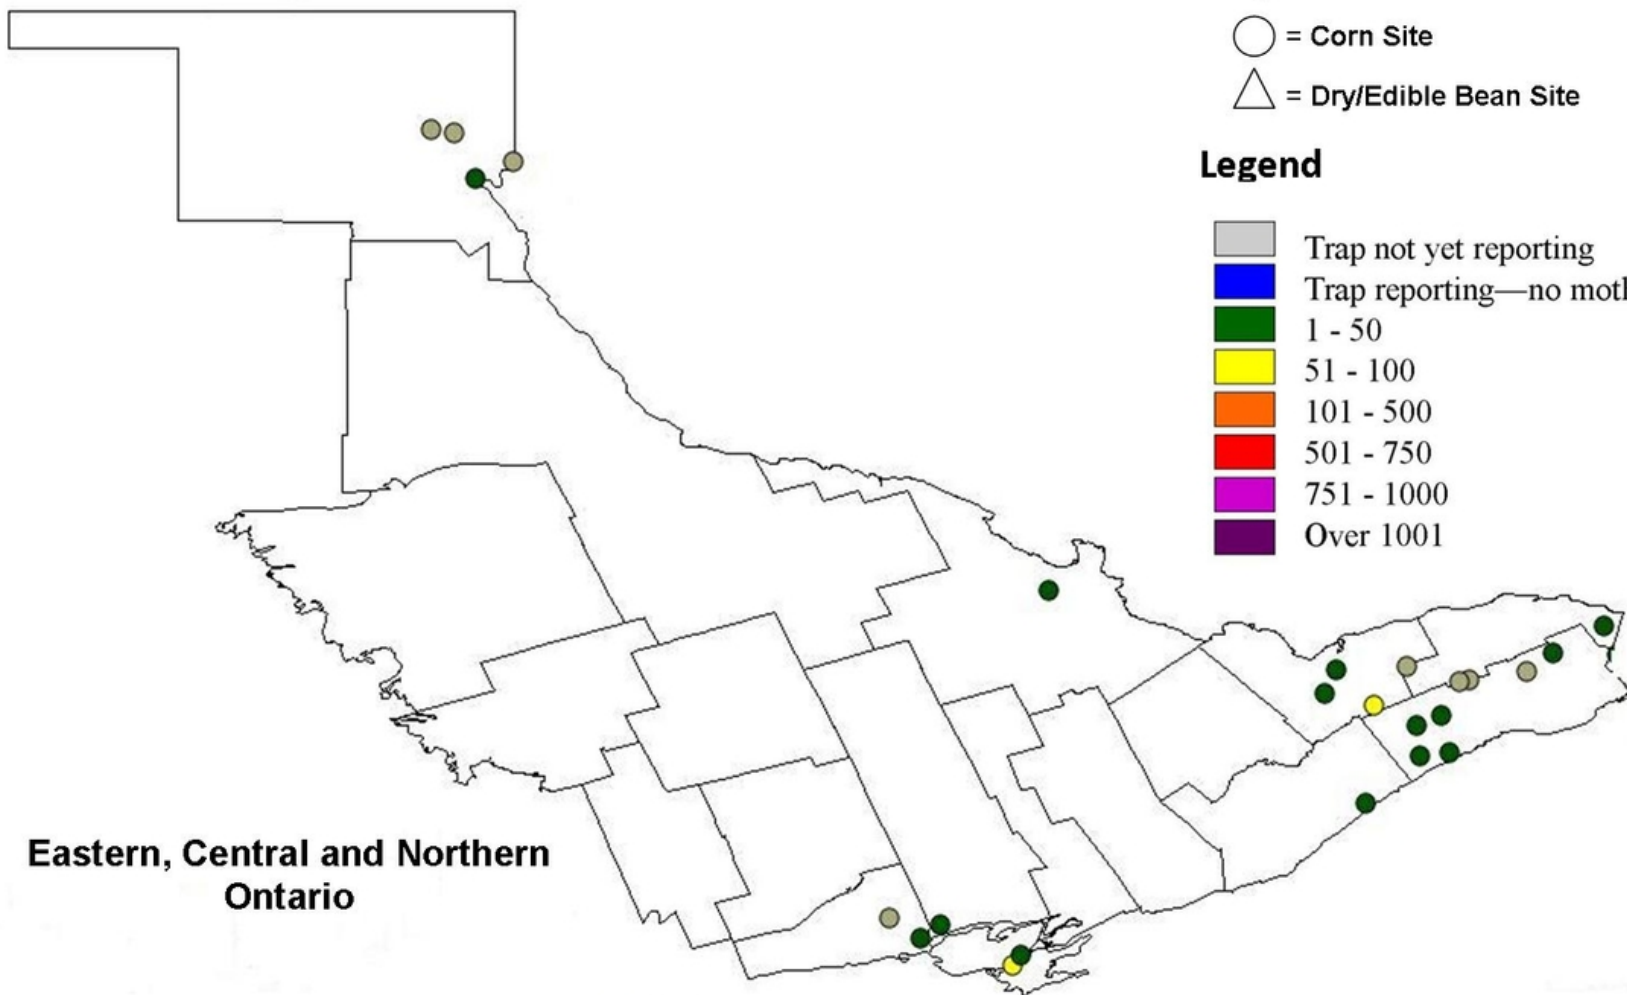 = Corn Site
= Dry/Edible Bean Site
Legend
Trap not yet reporting
Trap reporting—no
1 - 50
51 - 100
101 - 500
501 - 750
751 - 1000
Over 1001
Eastern, Central and Northern
Ontario